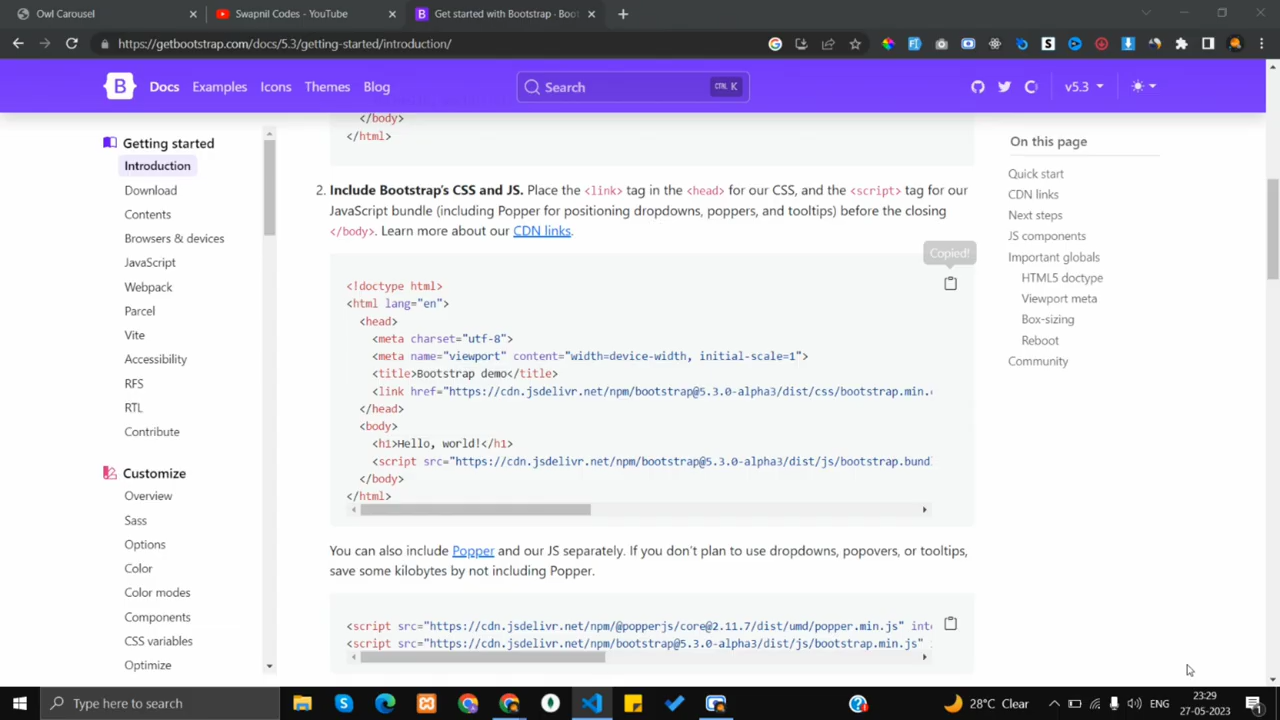 Owl Carousel
Swapnil Codes - YouTube
Get started with Bootstrap · Boot
https://getbootstrap.com/docs/5.3/getting-started/introduction/
B
Docs
Examples
Icons
Themes
Blog
Search
CTRL K
v5.3
Getting started
Introduction
Download
Contents
Browsers & devices
JavaScript
Webpack
Parcel
Vite
Accessibility
RFS
RTL
Contribute
Customize
Overview
Sass
Options
Color
Color modes
Components
CSS variables
Optimize
</body>
</html>
2. Include Bootstrap's CSS and JS. Place the <link> tag in the <head> for our CSS, and the <script> tag for our
JavaScript bundle (including Popper for positioning dropdowns, poppers, and tooltips) before the closing
</body>. Learn more about our CDN links.
Copied!
<!doctype html>
<html lang="en">
<head>
<meta charset="utf-8">
<meta name="viewport" content="width=device-width, initial-scale=1">
<title>Bootstrap demo</title>
<link href="https://cdn.jsdelivr.net/npm/bootstrap@5.3.0-alpha3/dist/css/bootstrap.min.
</head>
<body>
<h1>Hello, world!</h1>
<script src="https://cdn.jsdelivr.net/npm/bootstrap@5.3.0-alpha3/dist/js/bootstrap.bund
</body>
</html>
You can also include Popper and our JS separately. If you don't plan to use dropdowns, popovers, or tooltips,
save some kilobytes by not including Popper.
<script src="https://cdn.jsdelivr.net/npm/@popperjs/core@2.11.7/dist/umd/popper.min.js" inte
<script src="https://cdn.jsdelivr.net/npm/bootstrap@5.3.0-alpha3/dist/js/bootstrap.min.js"
On this page
Quick start
CDN links
Next steps
JS components
Important globals
HTML5 doctype
Viewport meta
Box-sizing
Reboot
Community
Type here to search
28°C Clear
ENG
23:29
27-05-2023